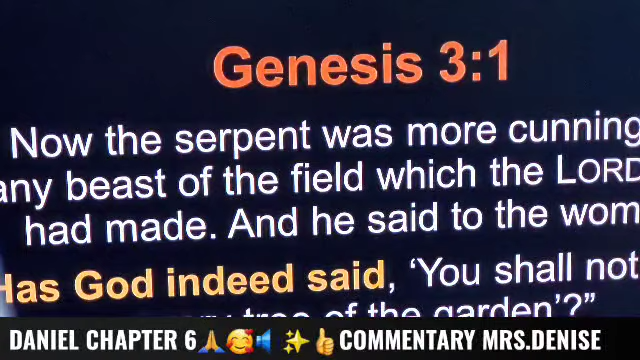 Genesis 3:1
Now the serpent was more cunning
any beast of the field which the LORD
had made. And he said to the wom
Has God indeed said, ‘You shall not
tree of the garden’?”
DANIEL CHAPTER 6🙏🥰🔈 ✨👍COMMENTARY MRS.DENISE